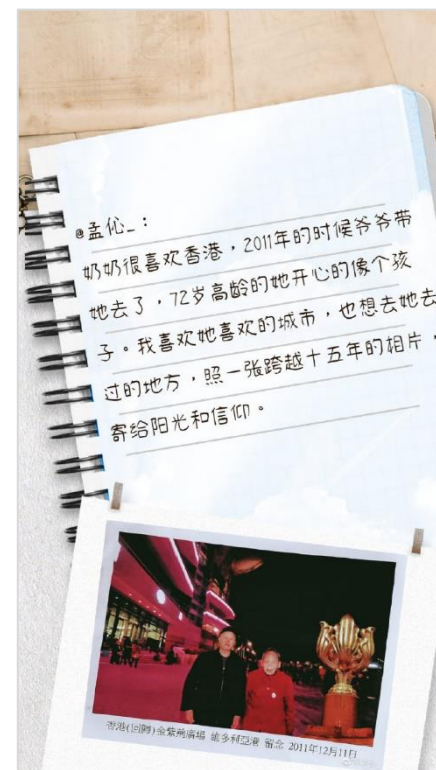 @孟伈_：
奶奶很喜欢香港，2011年的时候爷爷带
她去了，72岁高龄的她开心的像个孩
子。我喜欢她喜欢的城市，也想去她去
过的地方，照一张跨越十五年的相片，
寄给阳光和信仰。
香港(回歸)金紫荊廣場 維多利亞港 留念 2011年12月11日